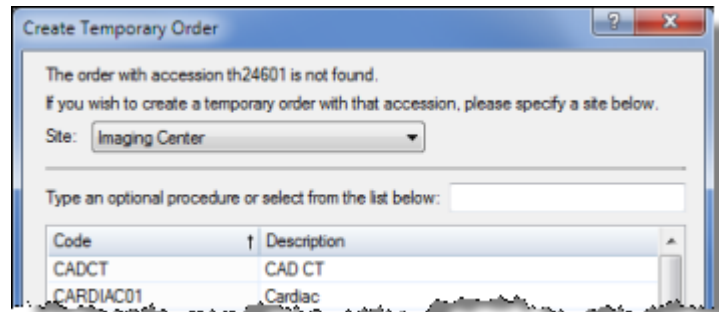 Create Temporary Order
The order with accession th24601 is not found.
If you wish to create a temporary order with that accession, please specify a site below.
Site: Imaging Center
Type an optional procedure or select from the list below:
Code ↑ Description
CADCT CAD CT
CARDIAC01 Cardiac